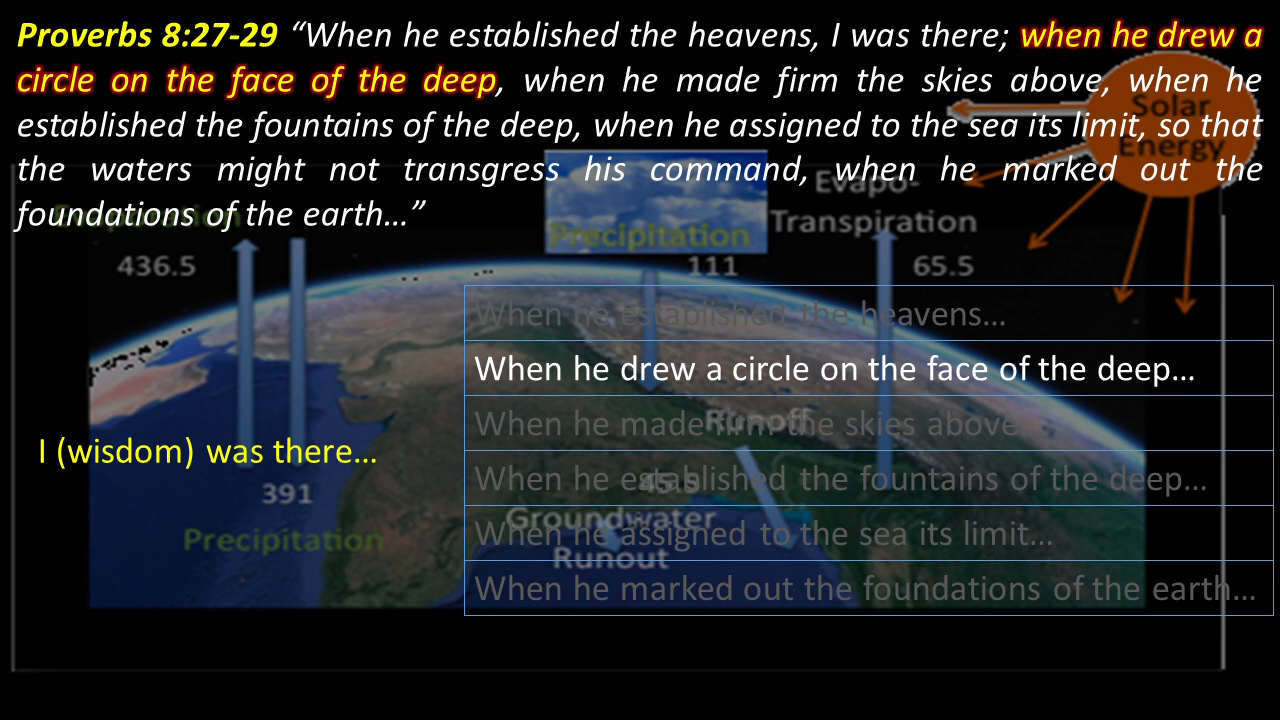 Proverbs 8:27-29 “When he established the heavens, I was there; when he drew a
circle on the face of the deep, when he made firm the skies above, when he
established the fountains of the deep, when he assigned to the sea its limit, so that
the waters might not transgress his command, when he marked out the
foundations of the earth…”
Solar
Energy
Evaporation
Precipitation
Evapo-
Transpiration
436.5
111
65.5
When he established the heavens…
When he drew a circle on the face of the deep…
When he made firm the skies above
Runoff
I (wisdom) was there…
When he established the fountains of the deep…
45.5
391
Groundwater
Runout
When he assigned to the sea its limit…
Precipitation
When he marked out the foundations of the earth…